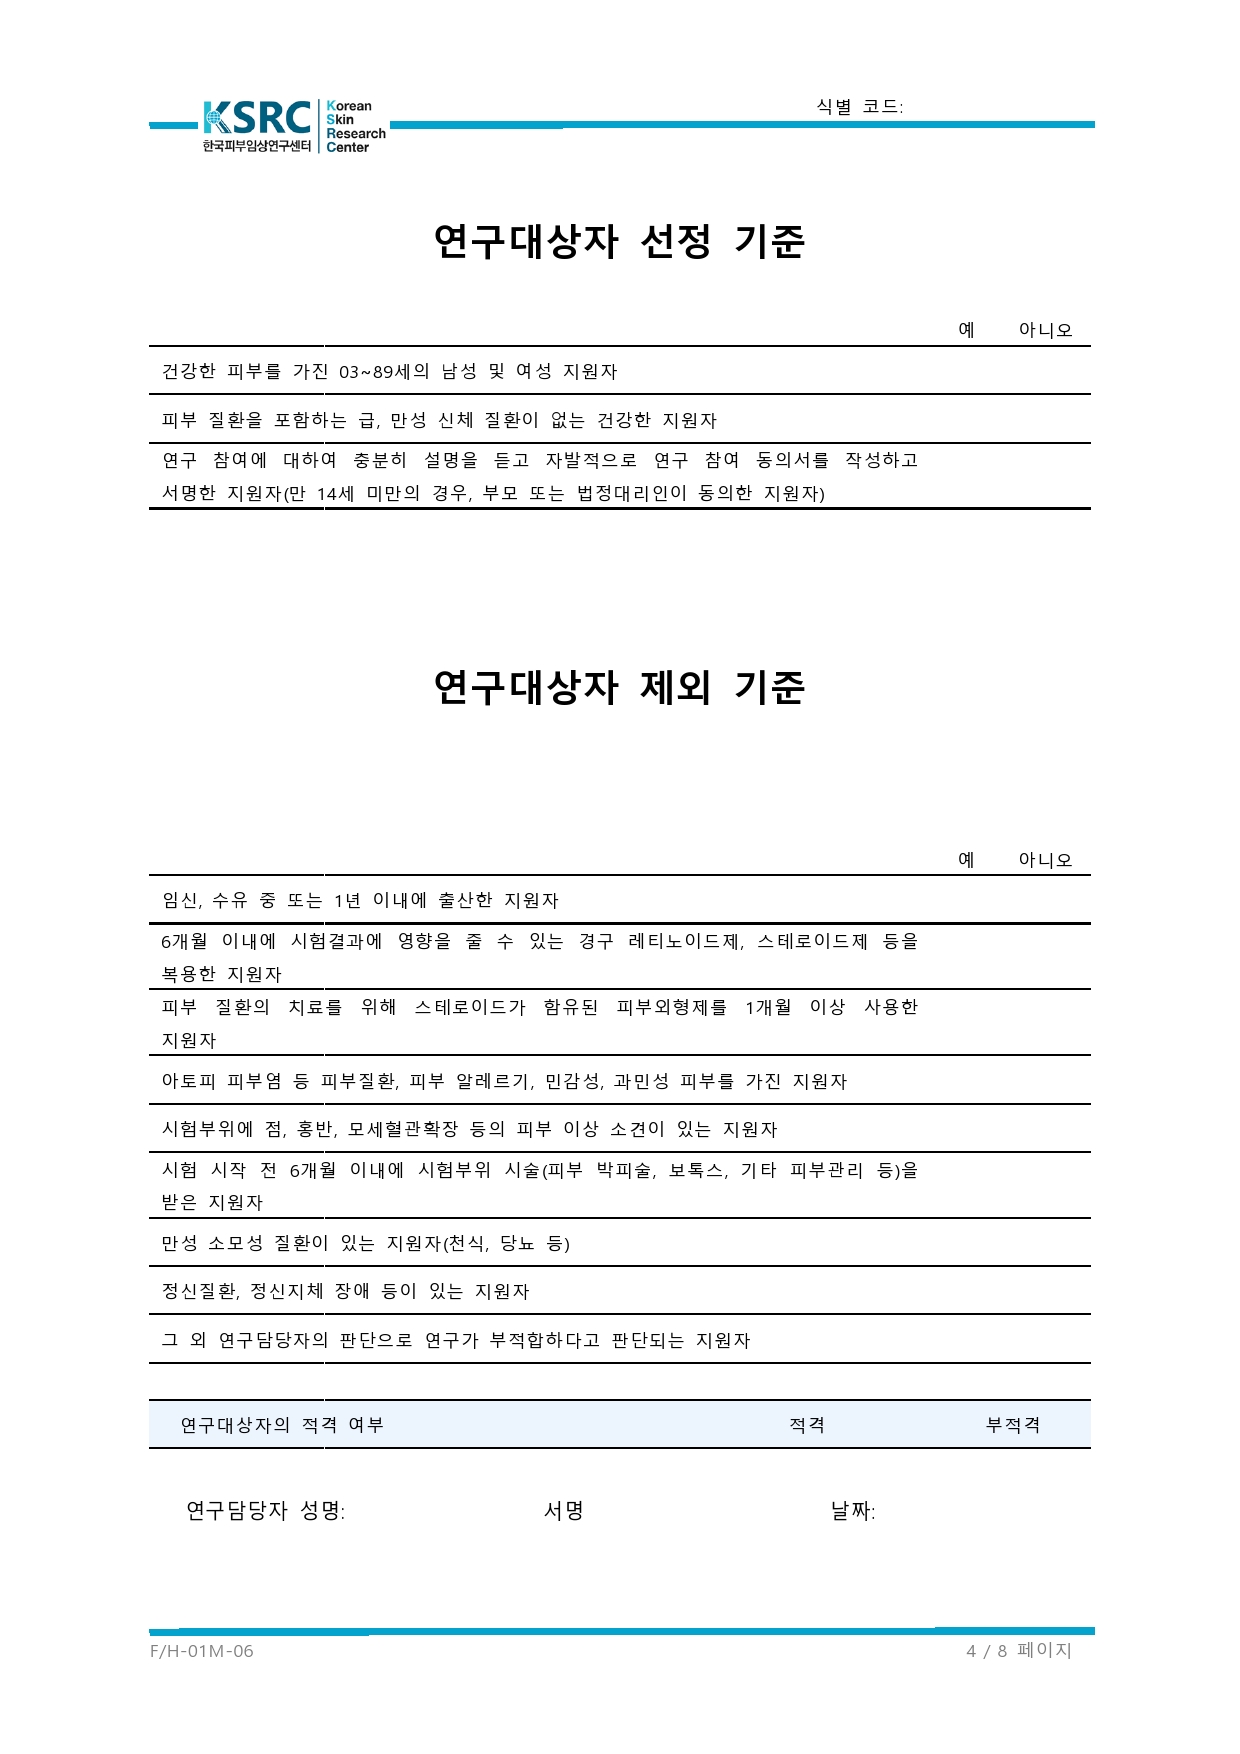 KSRC
한국피부임상연구센터
Korean
Skin
Research
Center
식별 코드:
연구대상자 선정 기준
예 아니오
건강한 피부를 가진 03~89세의 남성 및 여성 지원자
피부 질환을 포함하는 급, 만성 신체 질환이 없는 건강한 지원자
연구 참여에 대하여 충분히 설명을 듣고 자발적으로 연구 참여 동의서를 작성하고
서명한 지원자(만 14세 미만의 경우, 부모 또는 법정대리인이 동의한 지원자)
연구대상자 제외 기준
예 아니오
임신, 수유 중 또는 1년 이내에 출산한 지원자
6개월 이내에 시험결과에 영향을 줄 수 있는 경구 레티노이드제, 스테로이드제 등을
복용한 지원자
피부 질환의 치료를 위해 스테로이드가 함유된 피부외형제를 1개월 이상 사용한
지원자
아토피 피부염 등 피부질환, 피부 알레르기, 민감성, 과민성 피부를 가진 지원자
시험부위에 점, 홍반, 모세혈관확장 등의 피부 이상 소견이 있는 지원자
시험 시작 전 6개월 이내에 시험부위 시술(피부 박피술, 보톡스, 기타 피부관리 등)을
받은 지원자
만성 소모성 질환이 있는 지원자(천식, 당뇨 등)
정신질환, 정신지체 장애 등이 있는 지원자
그 외 연구담당자의 판단으로 연구가 부적합하다고 판단되는 지원자
연구대상자의 적격 여부 적격 부적격
연구담당자 성명: 서명 날짜:
F/H-01M-06 4 / 8 페이지